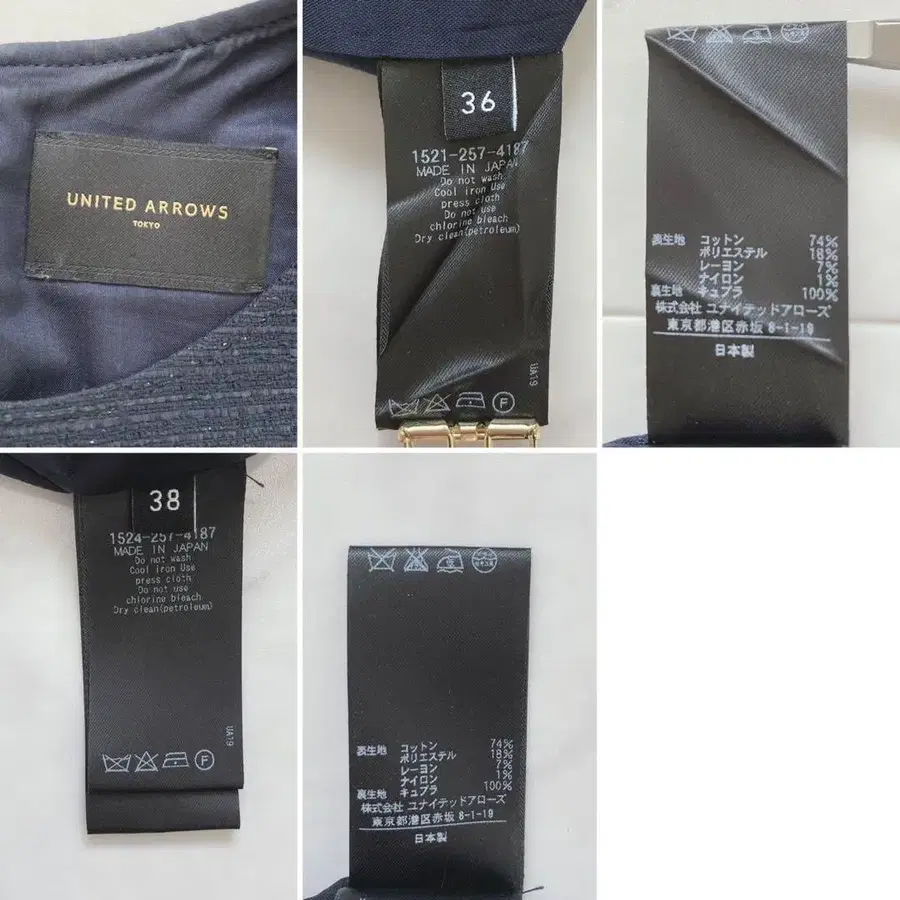 UNITED ARROWS
TOKYO
36
1521-257-4187
MADE IN JAPAN
Do not wash
Cool iron Use
press cloth
Do not use
chlorine bleach
Dry clean(petroleum)
UA19
F
表生地 コットン 74%
ポリエステル 18%
レーヨン 7%
ナイロン 1%
裏生地 キュプラ 100%
株式会社 ユナイテッドアローズ
東京都港区赤坂 8-1-19
日本製
38
1524-257-4187
MADE IN JAPAN
Do not wash
Cool iron Use
press cloth
Do not use
chlorine bleach
Dry clean(petroleum)
UA19
F
表生地 コットン 74%
ポリエステル 18%
レーヨン 7%
ナイロン 1%
裏生地 キュプラ 100%
株式会社 ユナイテッドアローズ
東京都港区赤坂 8-1-19
日本製